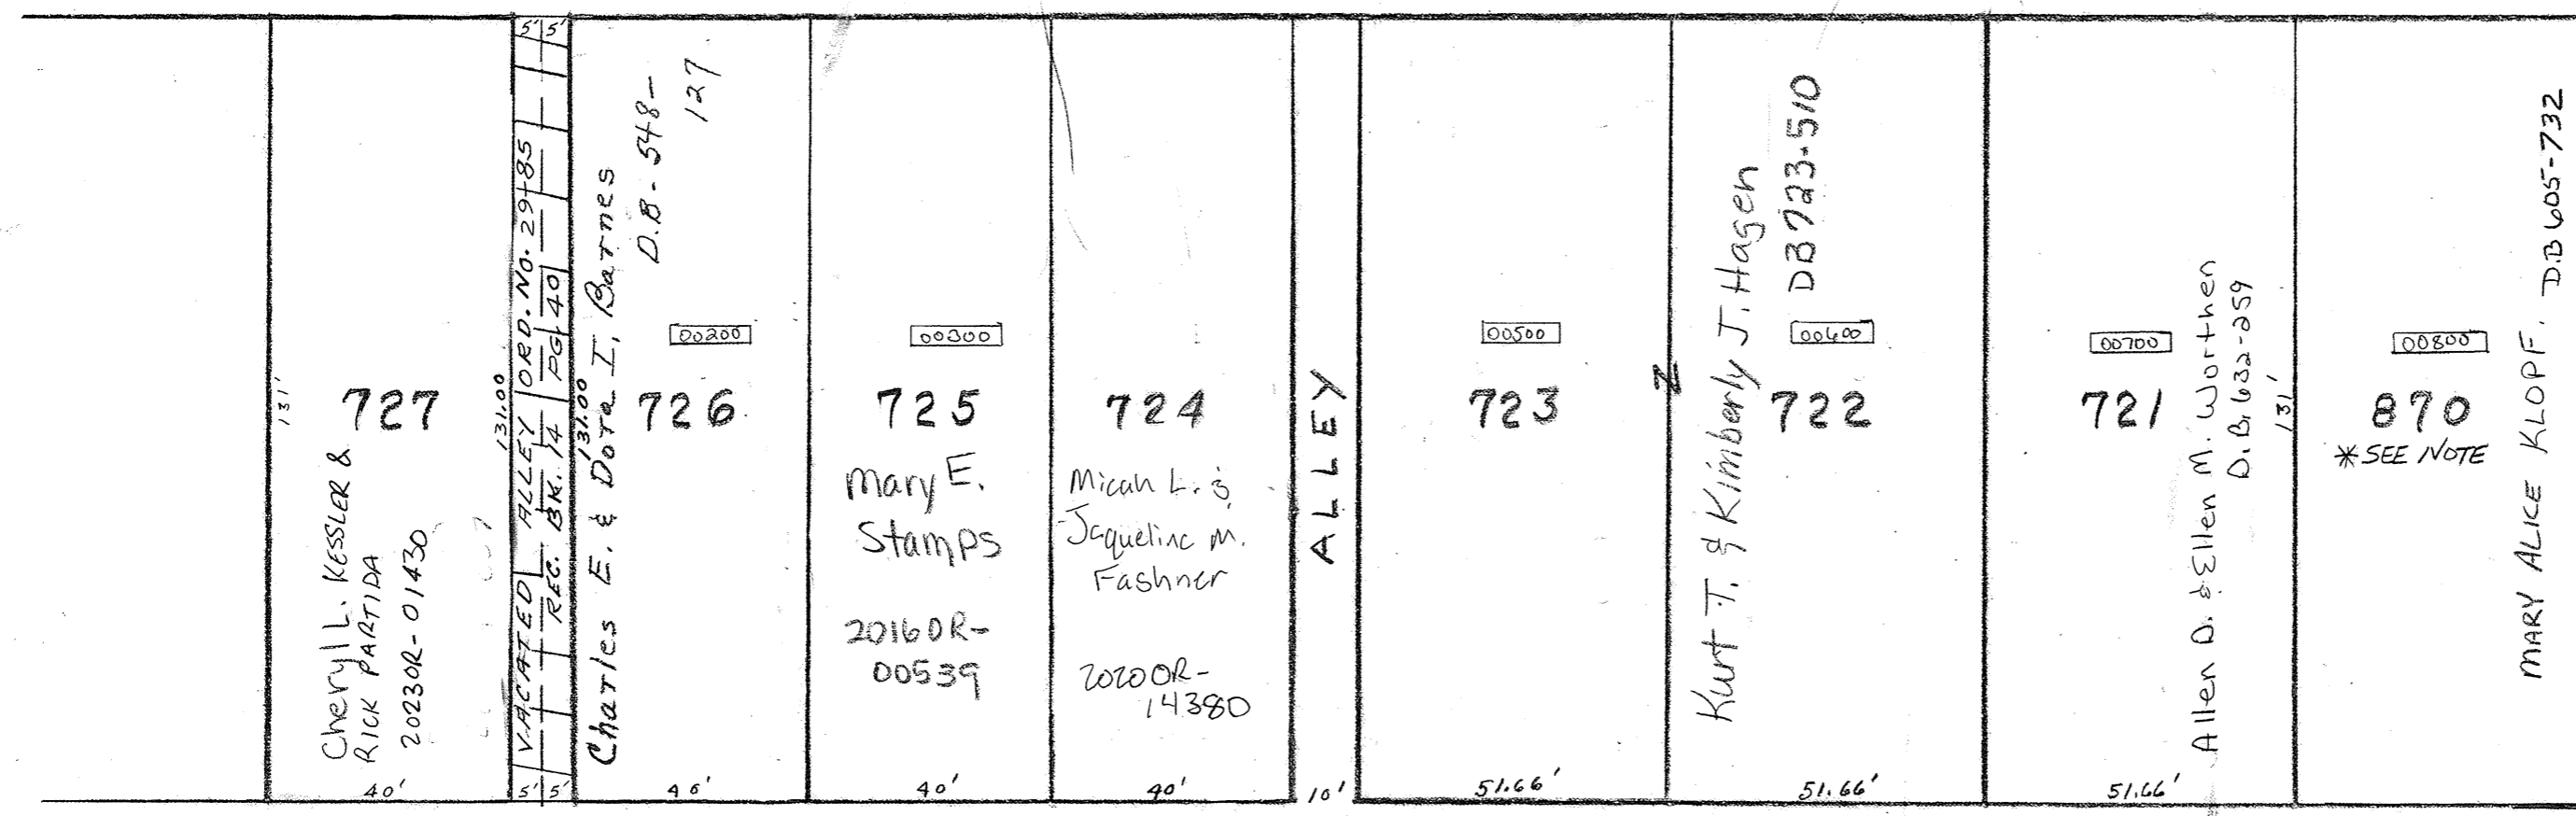 131'
727
Cheryl L. KESSLER &
RICK PARTIDA
2023OR-01430
40'
131.00
5' 5'
VACATED ALLEY ORD. No. 29-85
REC. BK. 14 PG 40
5' 5'
131.00
Charles E. & Dora I. Barnes
D.B-548-
127
00200
726
40'
00300
725
Mary E.
Stamps
2016OR-
00539
40'
724
Micah L. &
Jaqueline M.
Fashner
2020OR-
14380
40'
ALLEY
10'
00500
723
51.66'
Z
Kurt T. & Kimberly J. Hagen
DB723-510
00600
722
51.66'
00700
721
Allen D. & Ellen M. Worthen
D.B. 632-259
51.66'
131'
00800
870
*SEE NOTE
MARY ALICE KLOPF. D.B 605-732